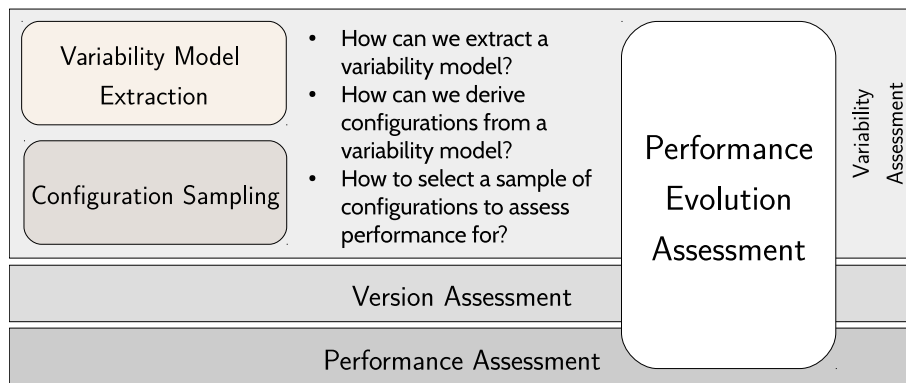 Variability Model
Extraction
Configuration Sampling
• How can we extract a
variability model?
• How can we derive
configurations from a
variability model?
• How to select a sample of
configurations to assess
performance for?
Performance
Evolution
Assessment
Variability
Assessment
Version Assessment
Performance Assessment